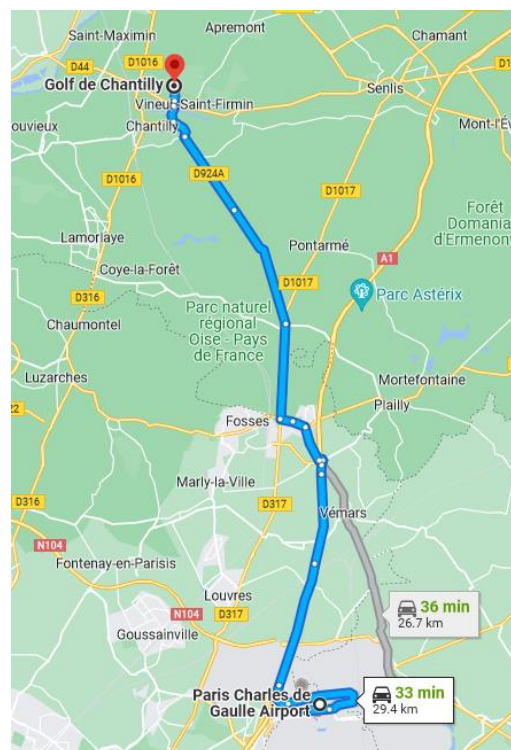 Saint-Maximin
Apremont
Chamant
D44
D1016
D1
Golf de Chantilly
Senlis
Vineuil-Saint-Firmin
ouvieux
Chantilly
Mont-l'É
D1016
D924A
D1017
Lamorlaye
Pontarmé
Forêt
Domania
d'Ermenon
Coye-la-Forêt
A1
D316
D1017
Parc Astérix
Chaumontel
Parc naturel
régional
Oise - Pays
de France
Luzarches
Mortefontaine
22
Plailly
Fosses
Marly-la-Ville
D316
D317
Vémars
N104
Fontenay-en-Parisis
Louvres
36 min
26.7 km
N104
D317
Goussainville
Paris Charles de
Gaulle Airport
33 min
29.4 km